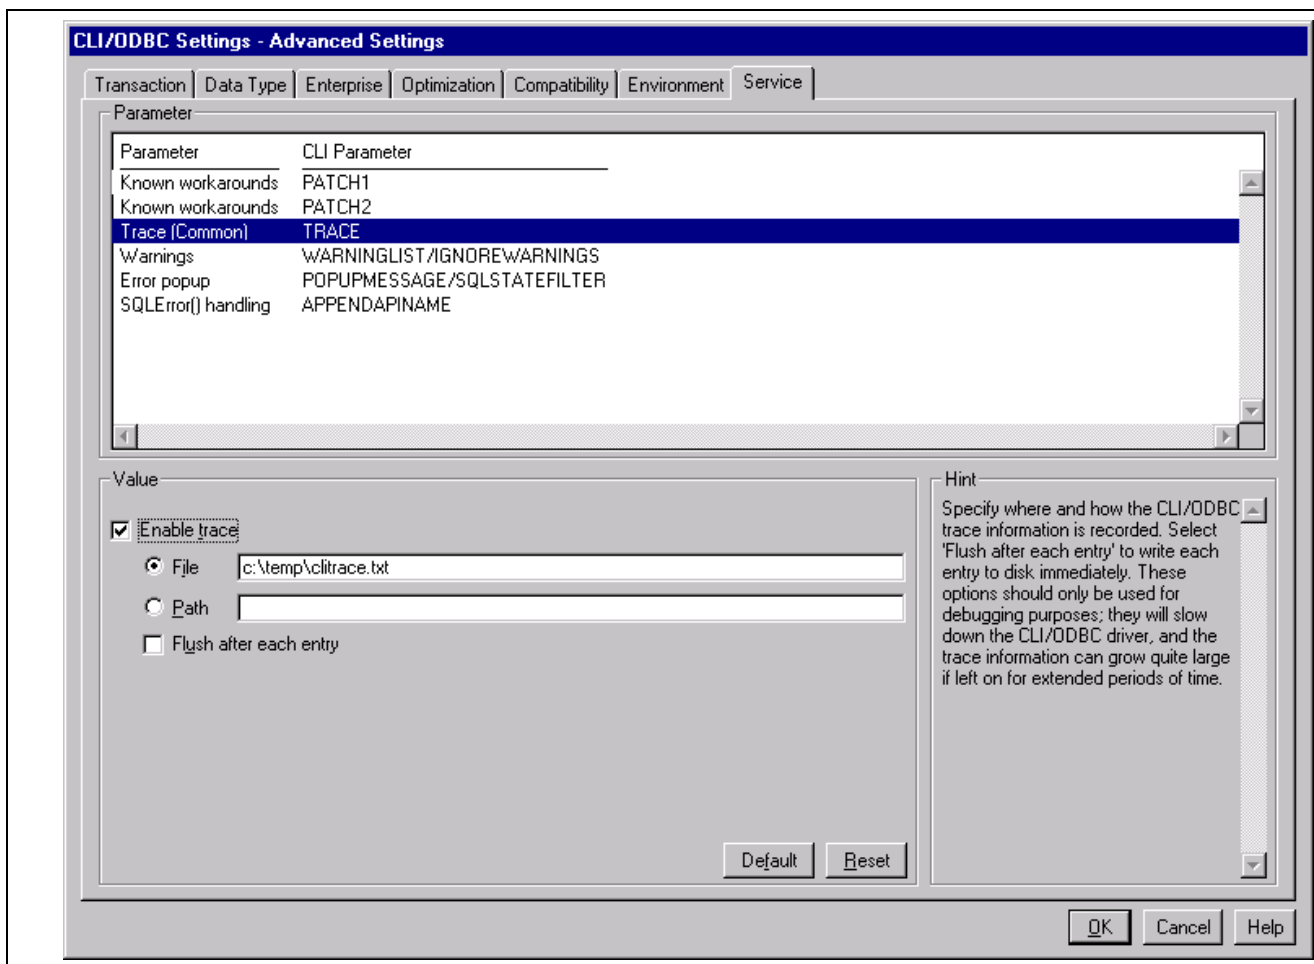 CLI/ODBC Settings - Advanced Settings
Transaction Data Type Enterprise Optimization Compatibility Environment Service
Parameter
Parameter CLI Parameter
Known workarounds PATCH1
Known workarounds PATCH2
Trace (Common) TRACE
Warnings WARNINGLIST/IGNOREWARNINGS
Error popup POPUPMESSAGE/SQLSTATEFILTER
SQLError() handling APPENDAPINAME
Value
Enable trace
File c:\temp\clitrace.txt
Path
Flush after each entry
Default Reset
Hint
Specify where and how the CLI/ODBC
trace information is recorded. Select
'Flush after each entry' to write each
entry to disk immediately. These
options should only be used for
debugging purposes; they will slow
down the CLI/ODBC driver, and the
trace information can grow quite large
if left on for extended periods of time.
OK Cancel Help